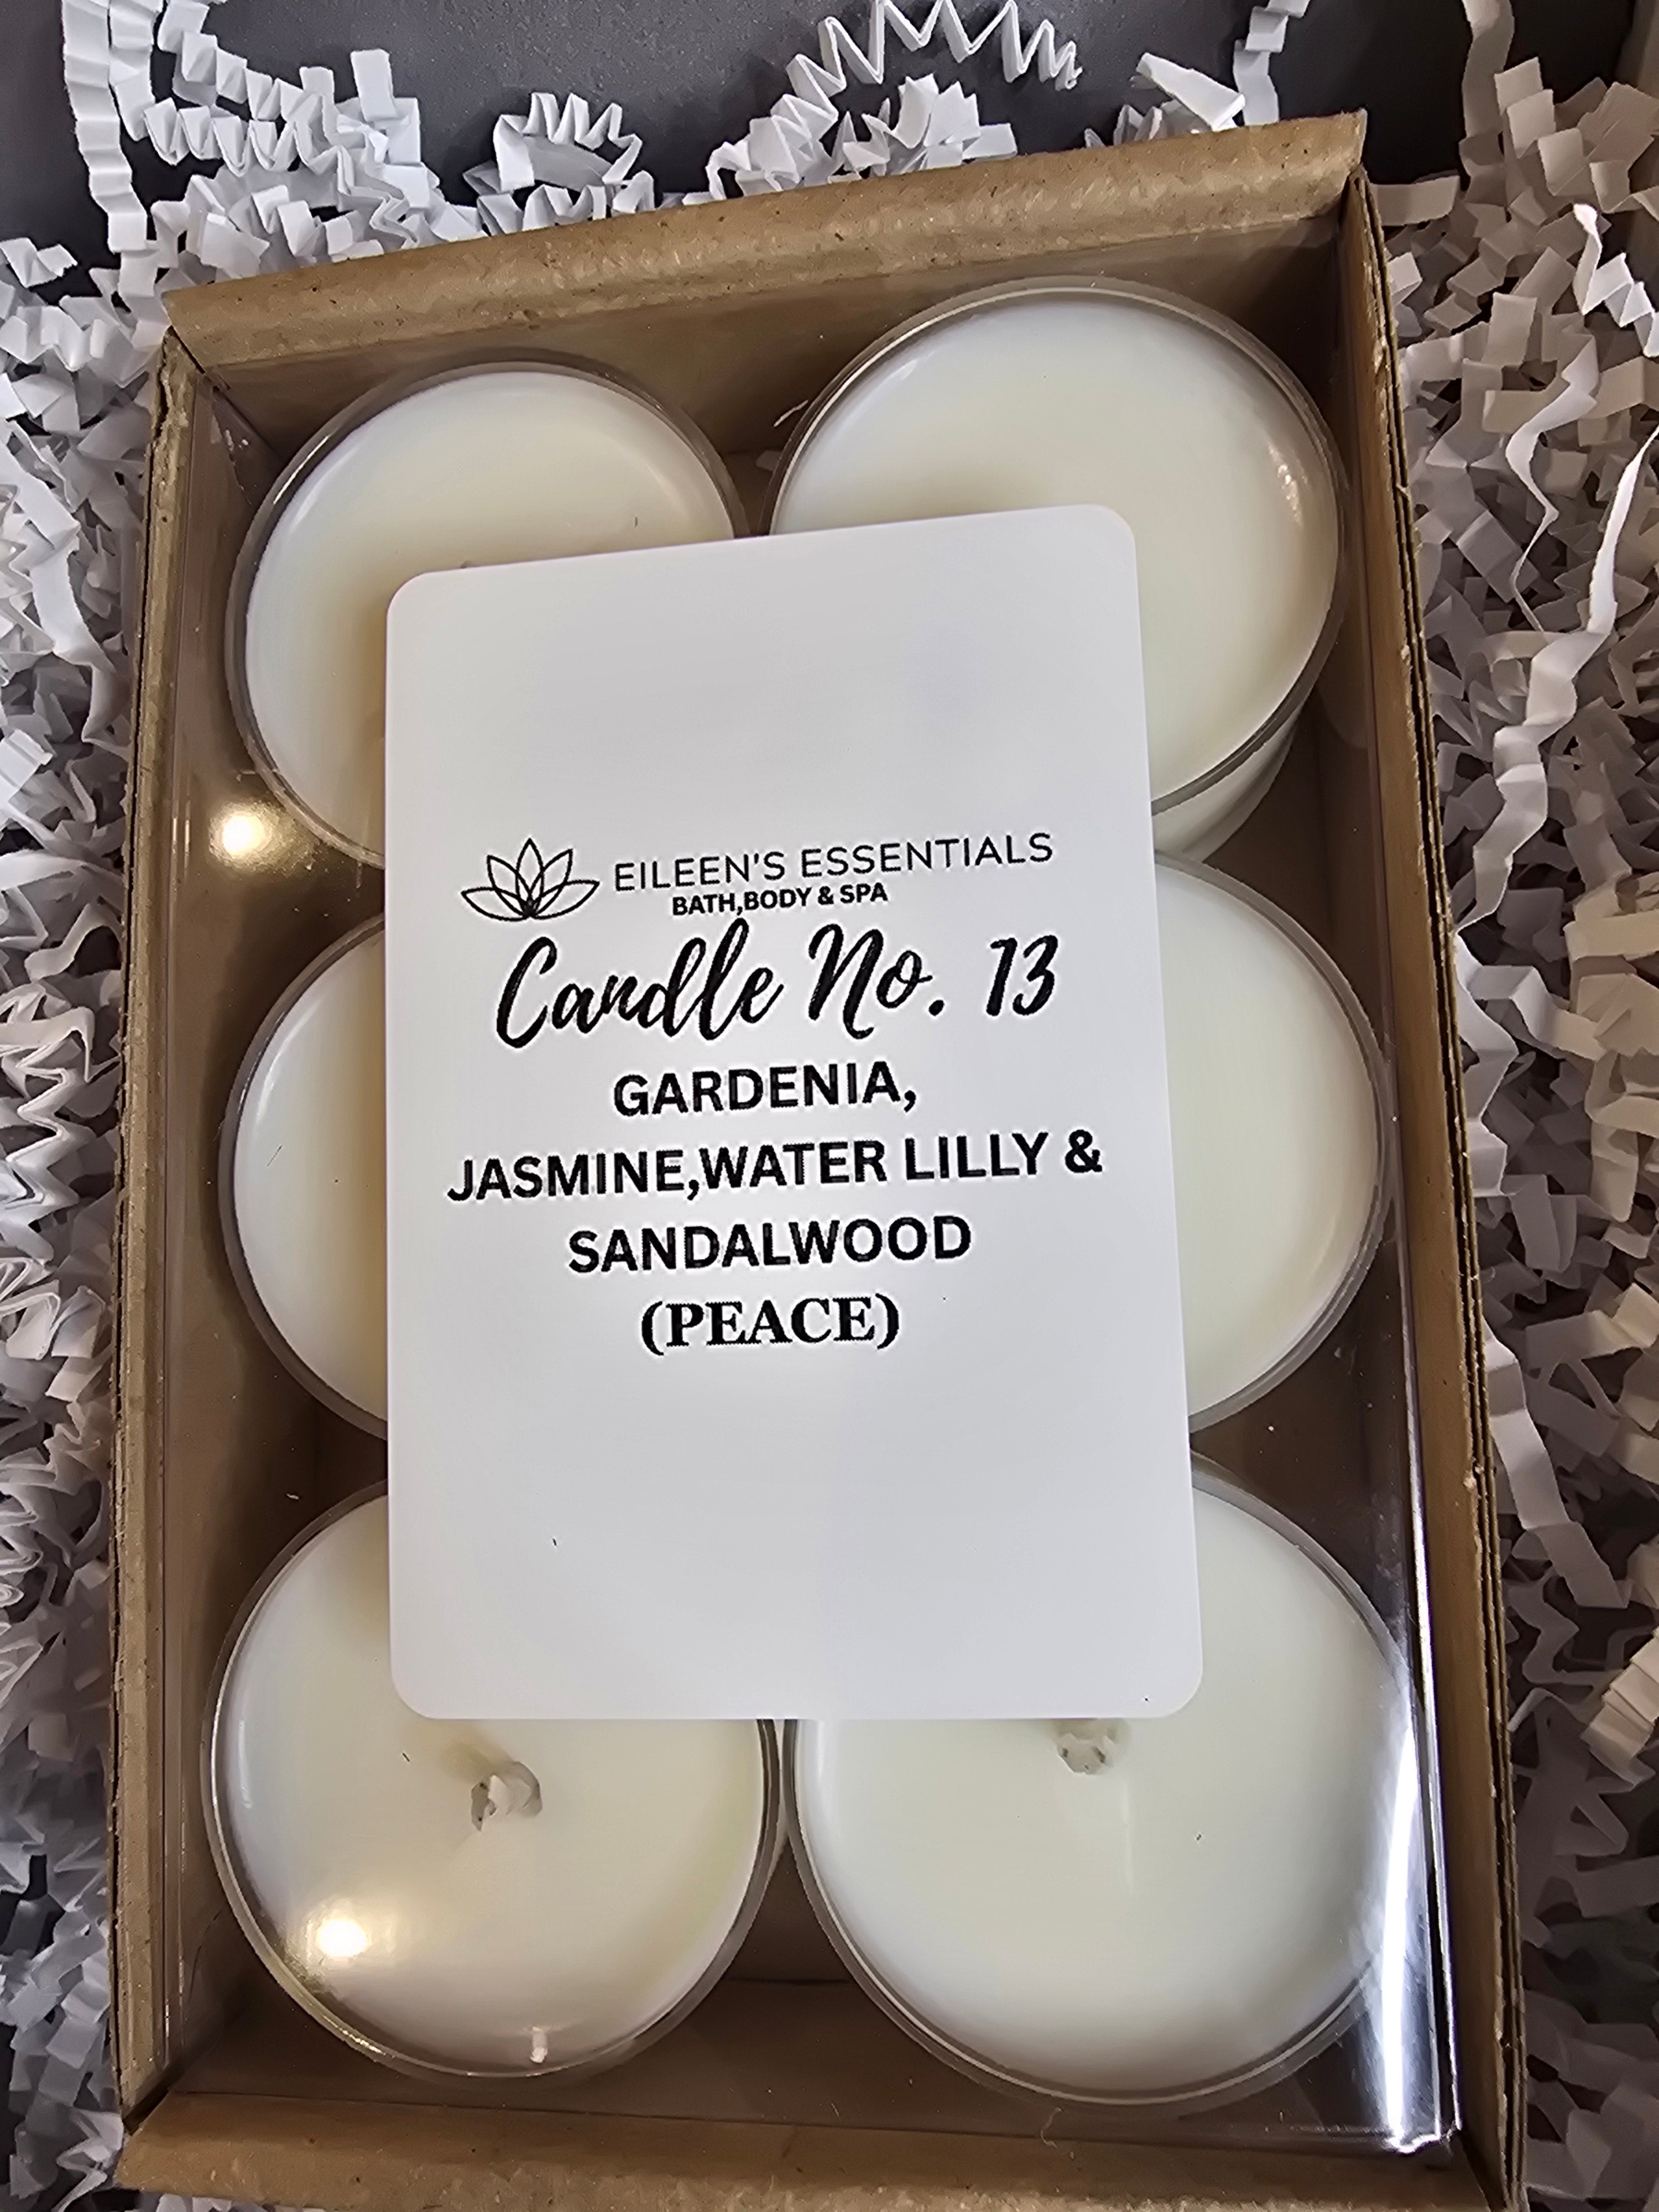 EILEEN'S ESSENTIALS
BATH,BODY & SPA
Candle No. 13
GARDENIA,
JASMINE,WATER LILLY &
SANDALWOOD
(PEACE)